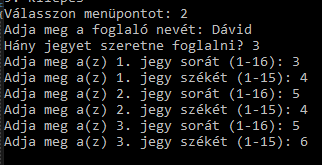 Válasszon menüpontot: 2
Adja meg a foglaló nevét: Dávid
Hány jegyet szeretne foglalni? 3
Adja meg a(z) 1. jegy sorát (1-16): 3
Adja meg a(z) 1. jegy székét (1-15): 4
Adja meg a(z) 2. jegy sorát (1-16): 5
Adja meg a(z) 2. jegy székét (1-15): 4
Adja meg a(z) 3. jegy sorát (1-16): 5
Adja meg a(z) 3. jegy székét (1-15): 6